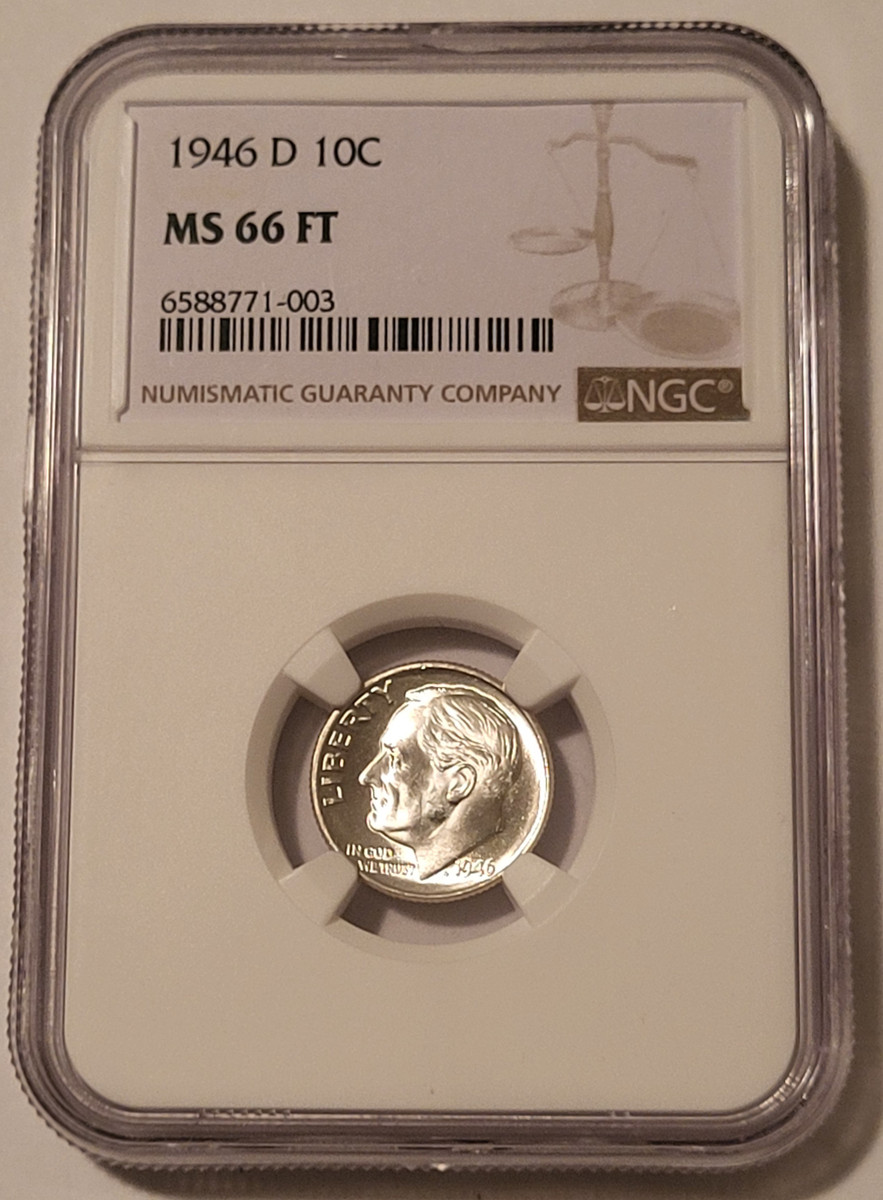 1946 D 10C
MS 66 FT
6588771-003
NUMISMATIC GUARANTY COMPANY
NGC®
LIBERTY
IN GOD
WE TRUST
1946